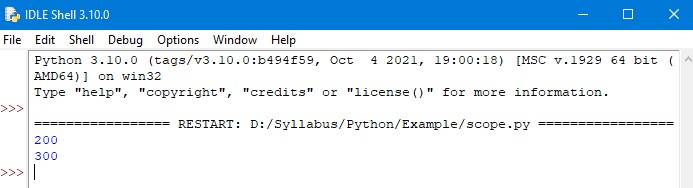 IDLE Shell 3.10.0
File Edit Shell Debug Options Window Help
Python 3.10.0 (tags/v3.10.0:b494f59, Oct  4 2021, 19:00:18) [MSC v.1929 64 bit (
AMD64)] on win32
Type "help", "copyright", "credits" or "license()" for more information.
>>>
================= RESTART: D:/Syllabus/Python/Example/scope.py =================
200
300
>>>